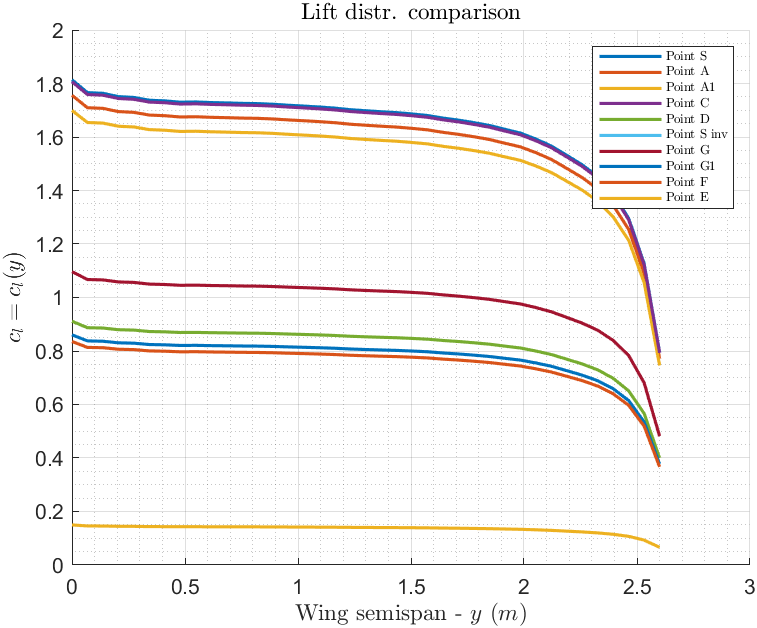 Lift distr. comparison
2
1.8
1.6
1.4
1.2
1
0.8
0.6
0.4
0.2
0
c_l = c_l(y)
Point S
Point A
Point A1
Point C
Point D
Point S inv
Point G
Point G1
Point F
Point E
0 0.5 1 1.5 2 2.5 3
Wing semispan - y (m)